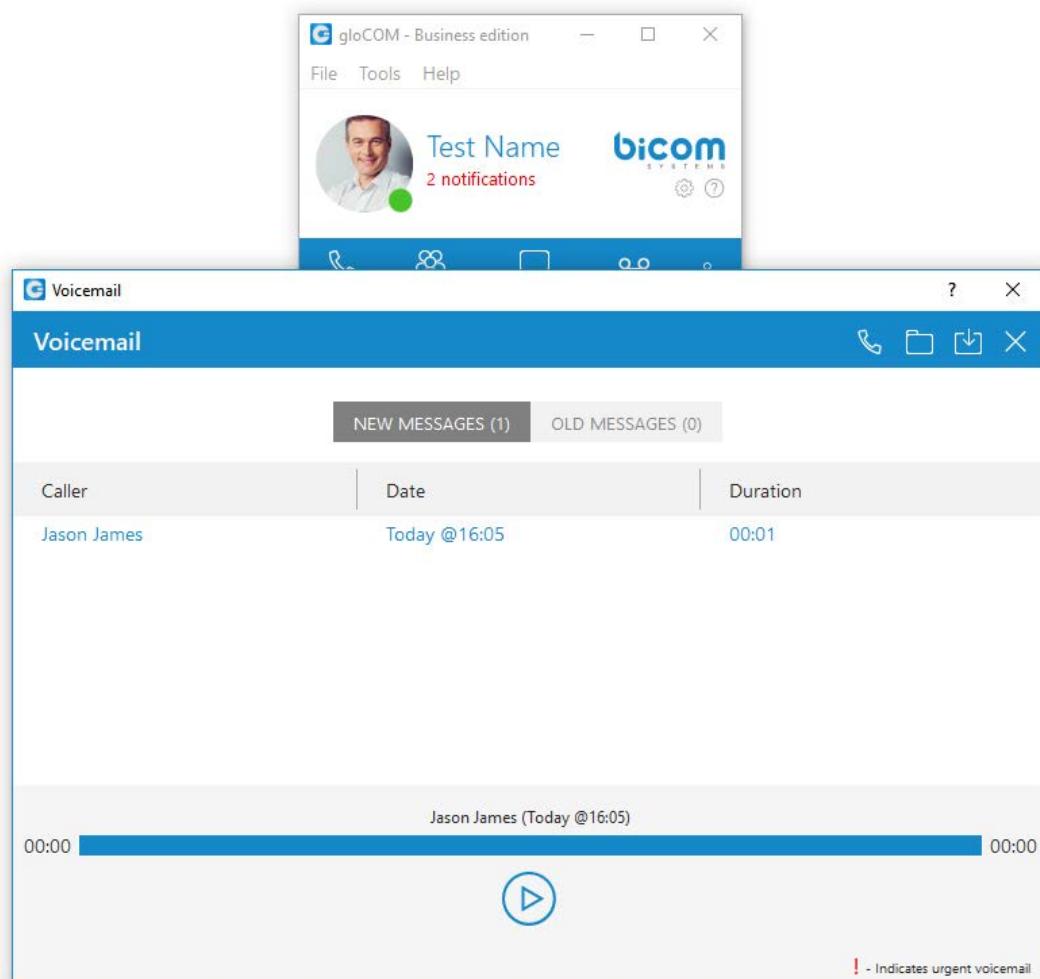 gloCOM - Business edition
File Tools Help
Test Name
bicom
SYSTEMS
2 notifications
?
Voicemail
?
Voicemail
NEW MESSAGES (1) OLD MESSAGES (0)
Caller Date Duration
Jason James Today @16:05 00:01
Jason James (Today @16:05)
00:00 00:00
! - Indicates urgent voicemail